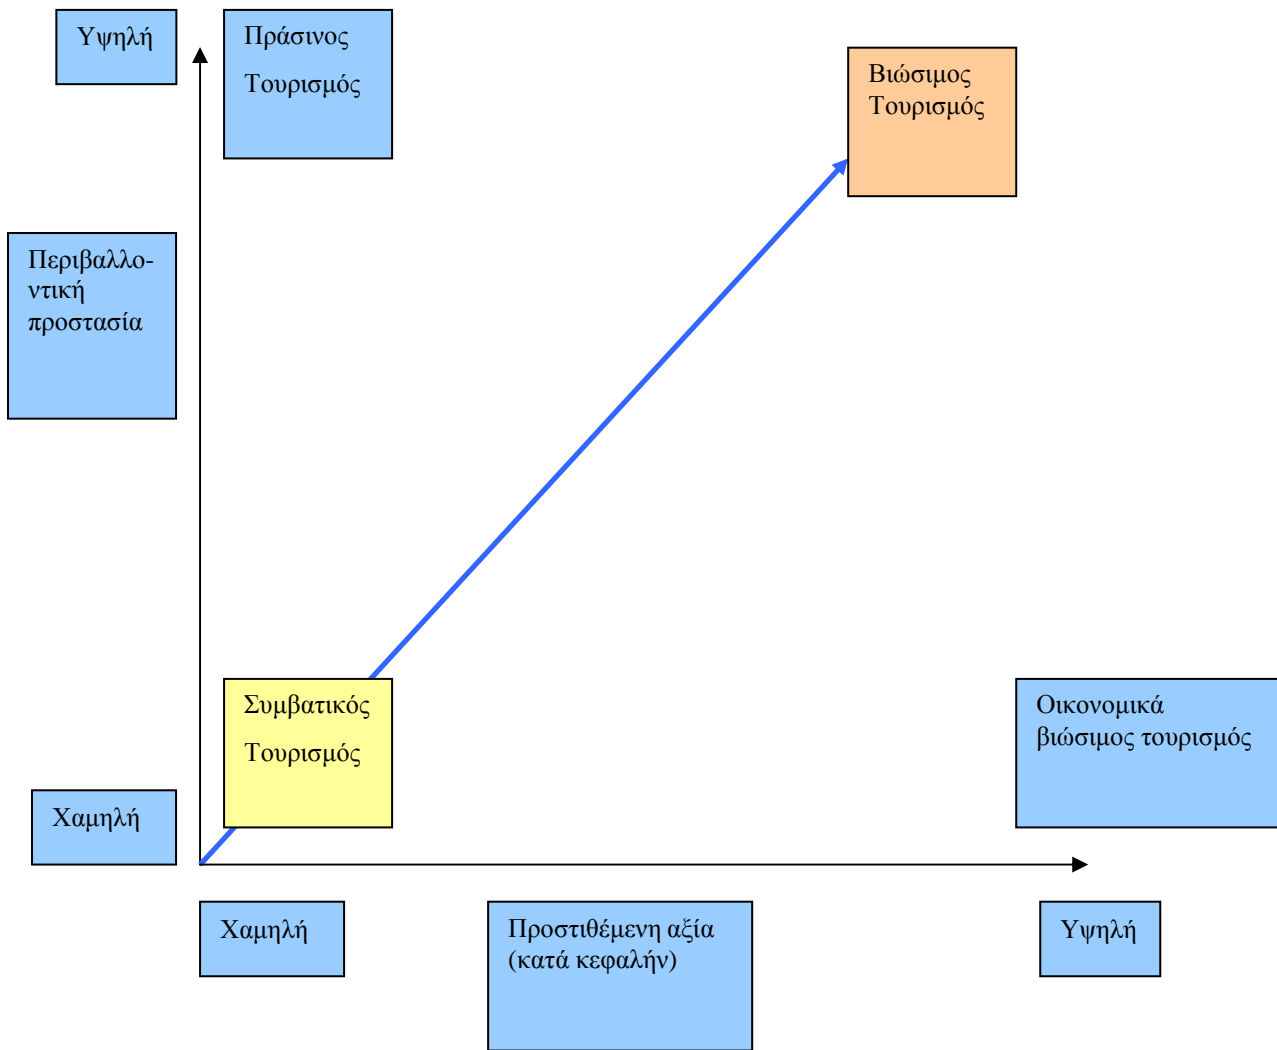 Υψηλή
Πράσινος
Τουρισμός
Βιώσιμος
Τουρισμός
Περιβαλλο-
ντική
προστασία
Συμβατικός
Τουρισμός
Οικονομικά
βιώσιμος τουρισμός
Χαμηλή
Χαμηλή
Προστιθέμενη αξία
(κατά κεφαλήν)
Υψηλή